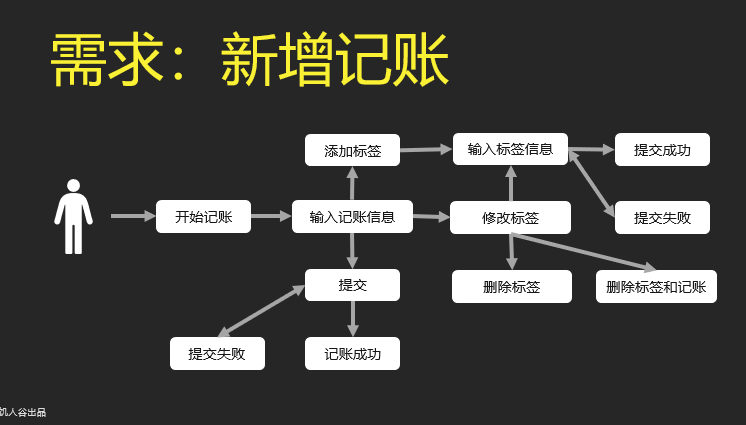 需求：新增记账
添加标签
输入标签信息
提交成功
开始记账
输入记账信息
修改标签
提交失败
提交
删除标签
删除标签和记账
提交失败
记账成功
饥人谷出品